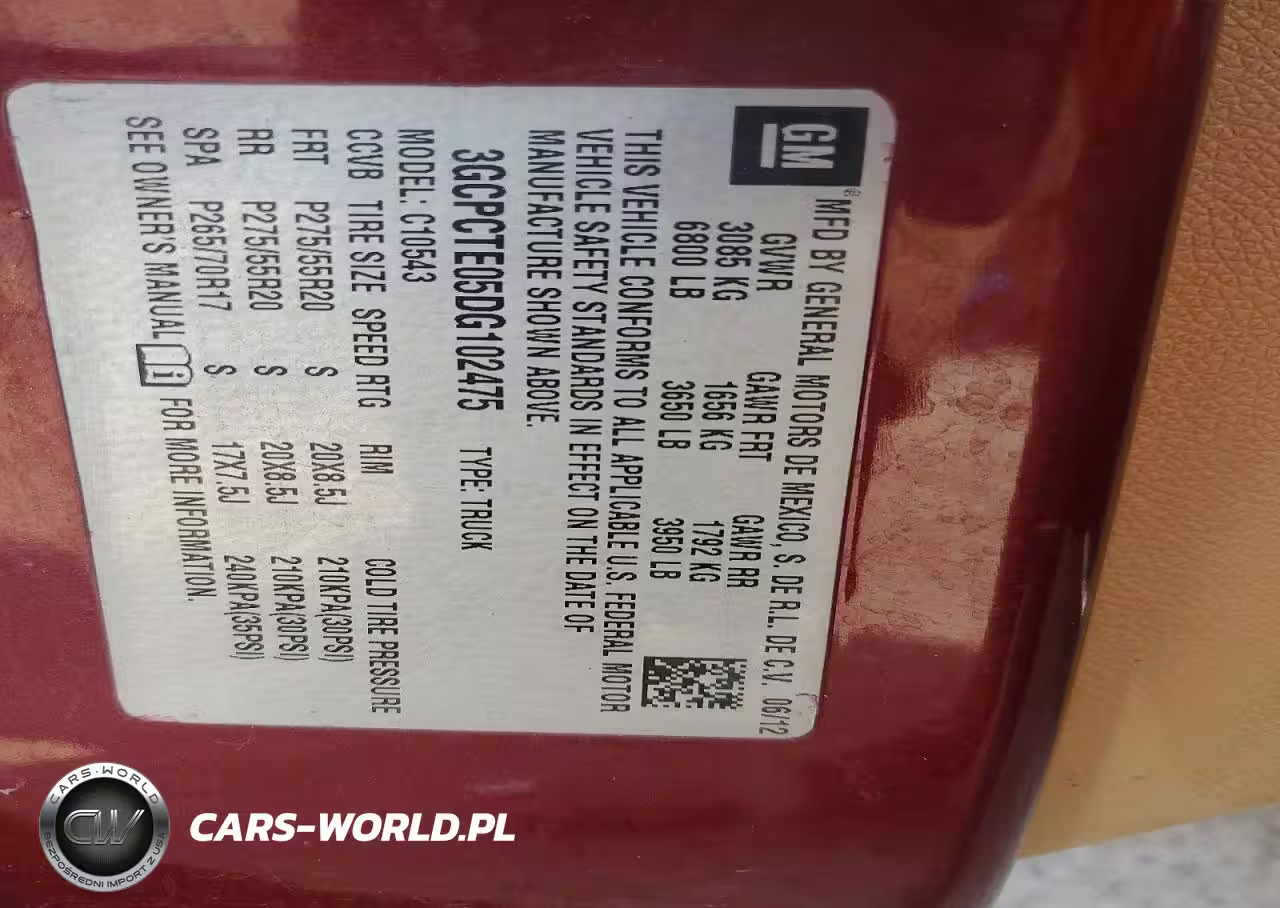 GM
®
MFD BY GENERAL MOTORS DE MEXICO, S. DE R.L. DE C.V. 06/12
GVWR GAWR FRT GAWR RR
3085 KG 1656 KG 1792 KG
6800 LB 3650 LB 3950 LB
THIS VEHICLE CONFORMS TO ALL APPLICABLE U.S. FEDERAL MOTOR
VEHICLE SAFETY STANDARDS IN EFFECT ON THE DATE OF
MANUFACTURE SHOWN ABOVE.
3GCPCTE05DG102475 TYPE: TRUCK
MODEL: C10543
CCVB TIRE SIZE SPEED RTG RIM COLD TIRE PRESSURE
FRT P275/55R20 S 20X8.5J 210KPA(30PSI)
RR P275/55R20 S 20X8.5J 210KPA(30PSI)
SPA P265/70R17 S 17X7.5J 240KPA(35PSI)
SEE OWNER'S MANUAL i FOR MORE INFORMATION.
CARS-WORLD
CW
BEZPOŚREDNI IMPORT Z USA
CARS-WORLD.PL